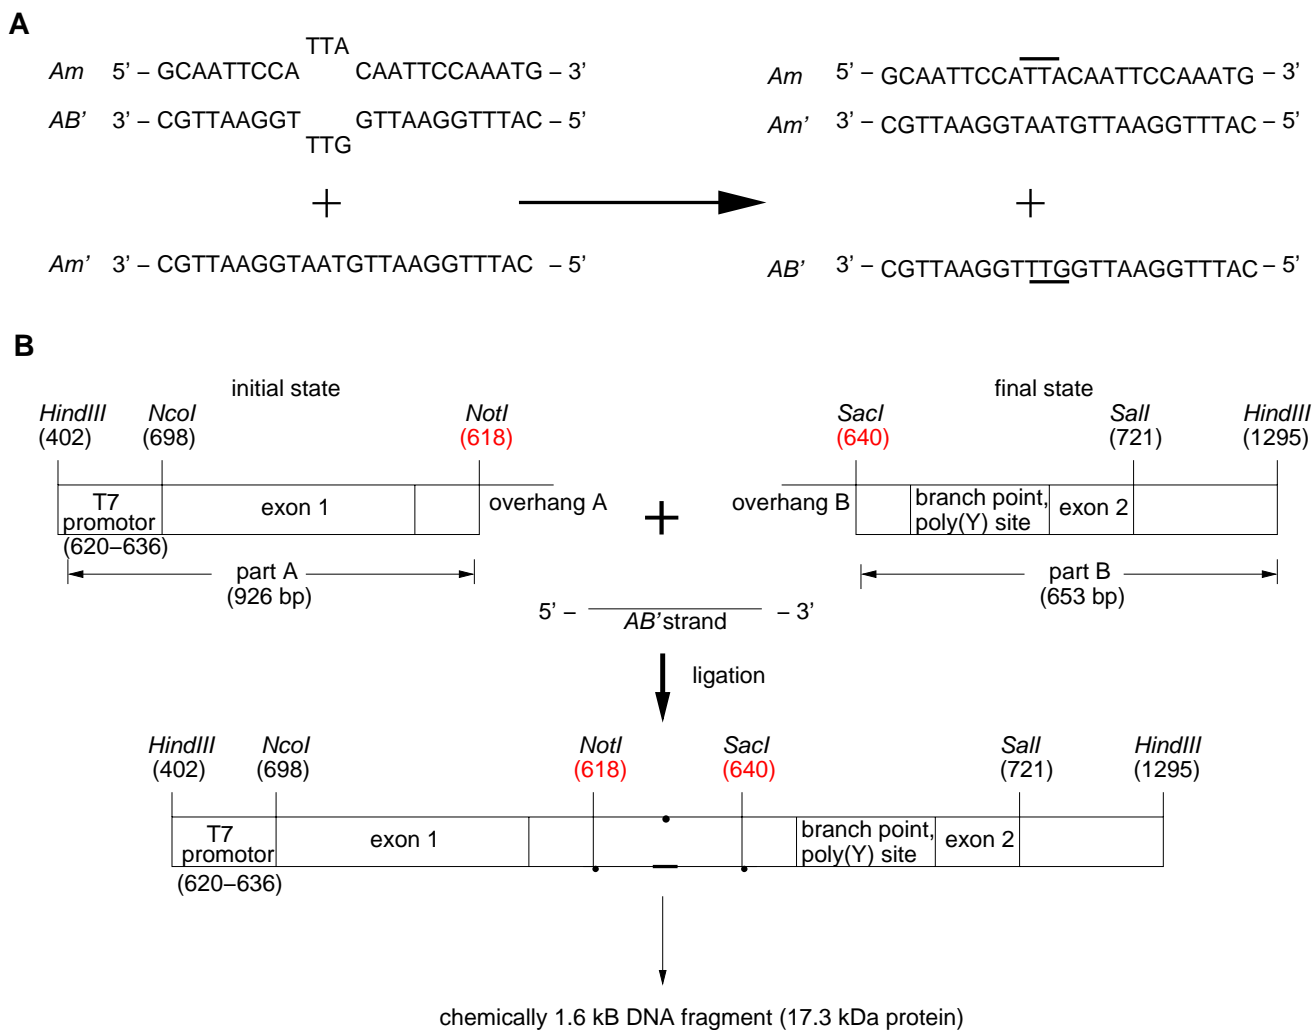 A
TTA
Am 5’ – GCAATTCCA CAATTCCAAATG – 3’
AB’ 3’ – CGTTAAGGT GTTAAGGTTTAC – 5’
TTG
+
Am’ 3’ – CGTTAAGGTAATGTTAAGGTTTAC – 5’
Am 5’ – GCAATTCCATTACAATTCCAAATG – 3’
Am’ 3’ – CGTTAAGGTAATGTTAAGGTTTAC – 5’
+
AB’ 3’ – CGTTAAGGTTTGGTTAAGGTTTAC – 5’
B
initial state
final state
HindIII NcoI NotI SacI SalI HindIII
(402) (698) (618) (640) (721) (1295)
T7
promotor
(620–636)
exon 1
overhang A
+
overhang B
branch point,
poly(Y) site
exon 2
part A
(926 bp)
part B
(653 bp)
5’ – – 3’
AB’ strand
ligation
HindIII NcoI NotI SacI SalI HindIII
(402) (698) (618) (640) (721) (1295)
T7
promotor
(620–636)
exon 1
branch point,
poly(Y) site
exon 2
chemically 1.6 kB DNA fragment (17.3 kDa protein)